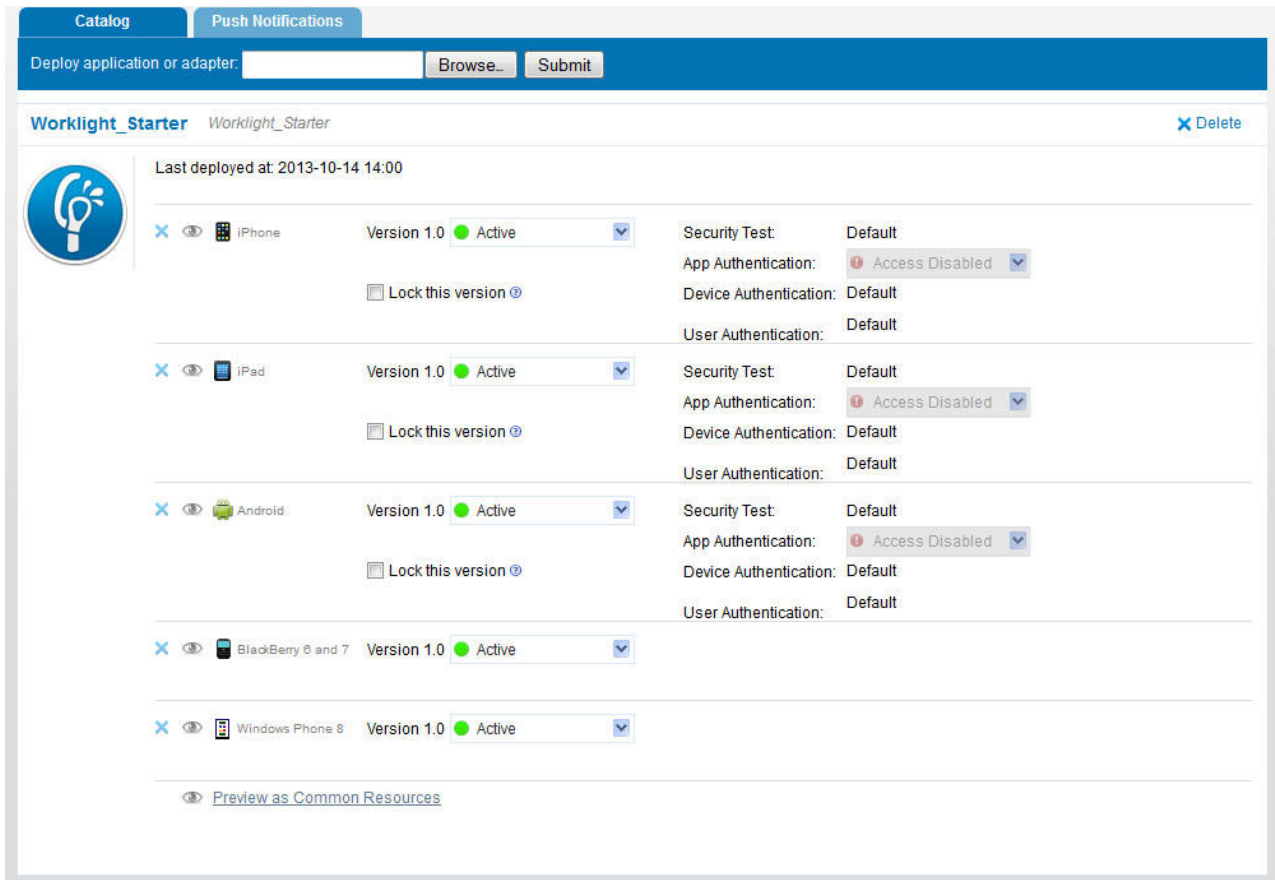 Catalog Push Notifications
Deploy application or adapter: Browse... Submit
Worklight_Starter Worklight_Starter Delete
Last deployed at: 2013-10-14 14:00
iPhone Version 1.0 Active Security Test: Default
App Authentication: Access Disabled
Lock this version Device Authentication: Default
User Authentication: Default
iPad Version 1.0 Active Security Test: Default
App Authentication: Access Disabled
Lock this version Device Authentication: Default
User Authentication: Default
Android Version 1.0 Active Security Test: Default
App Authentication: Access Disabled
Lock this version Device Authentication: Default
User Authentication: Default
BlackBerry 6 and 7 Version 1.0 Active
Windows Phone 8 Version 1.0 Active
Preview as Common Resources